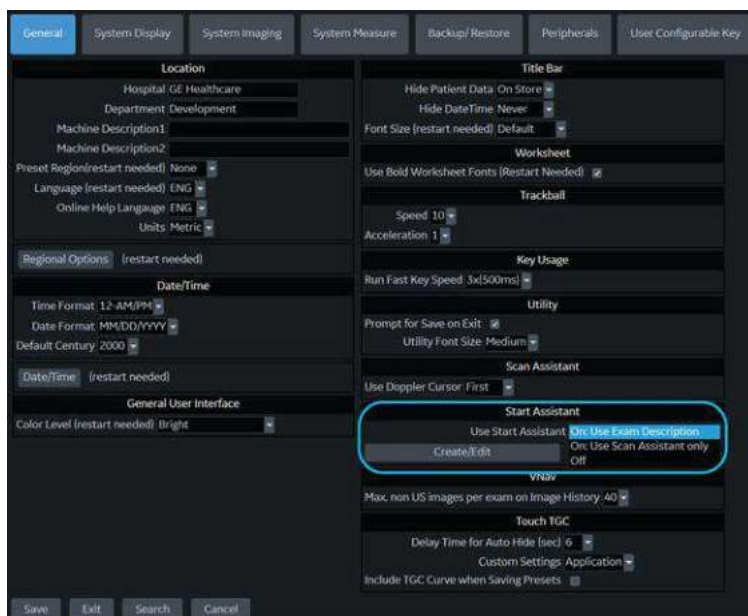 General System Display System Imaging System Measure Backup/Restore Peripherals User Configurable Key
Location
Hospital GE Healthcare
Department Development
Machine Description1
Machine Description2
Preset Region(restart needed) None
Language (restart needed) ENG
Online Help Langauge ENG
Units Metric
Regional Options (restart needed)
Date/Time
Time Format 12-AM/PM
Date Format MM/DD/YYYY
Default Century 2000
Date/Time (restart needed)
General User Interface
Color Level (restart needed) Bright
Title Bar
Hide Patient Data On Store
Hide DateTime Never
Font Size (restart needed) Default
Worksheet
Use Bold Worksheet Fonts (Restart Needed)
Trackball
Speed 10
Acceleration 1
Key Usage
Run Fast Key Speed 3x(500ms)
Utility
Prompt for Save on Exit
Utility Font Size Medium
Scan Assistant
Use Doppler Cursor First
Start Assistant
Use Start Assistant On: Use Exam Description
On: Use Scan Assistant only
Off
Create/Edit
VNav
Max. non US images per exam on Image History 40
Touch TGC
Delay Time for Auto Hide (sec) 6
Custom Settings Application
Include TGC Curve when Saving Presets
Save Exit Search Cancel